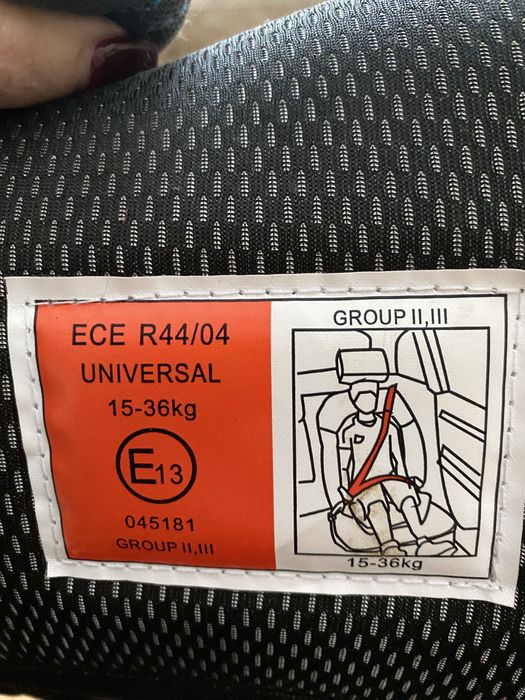 ECE R44/04
UNIVERSAL
15-36kg
E13
045181
GROUP II,III
GROUP II,III
15-36kg